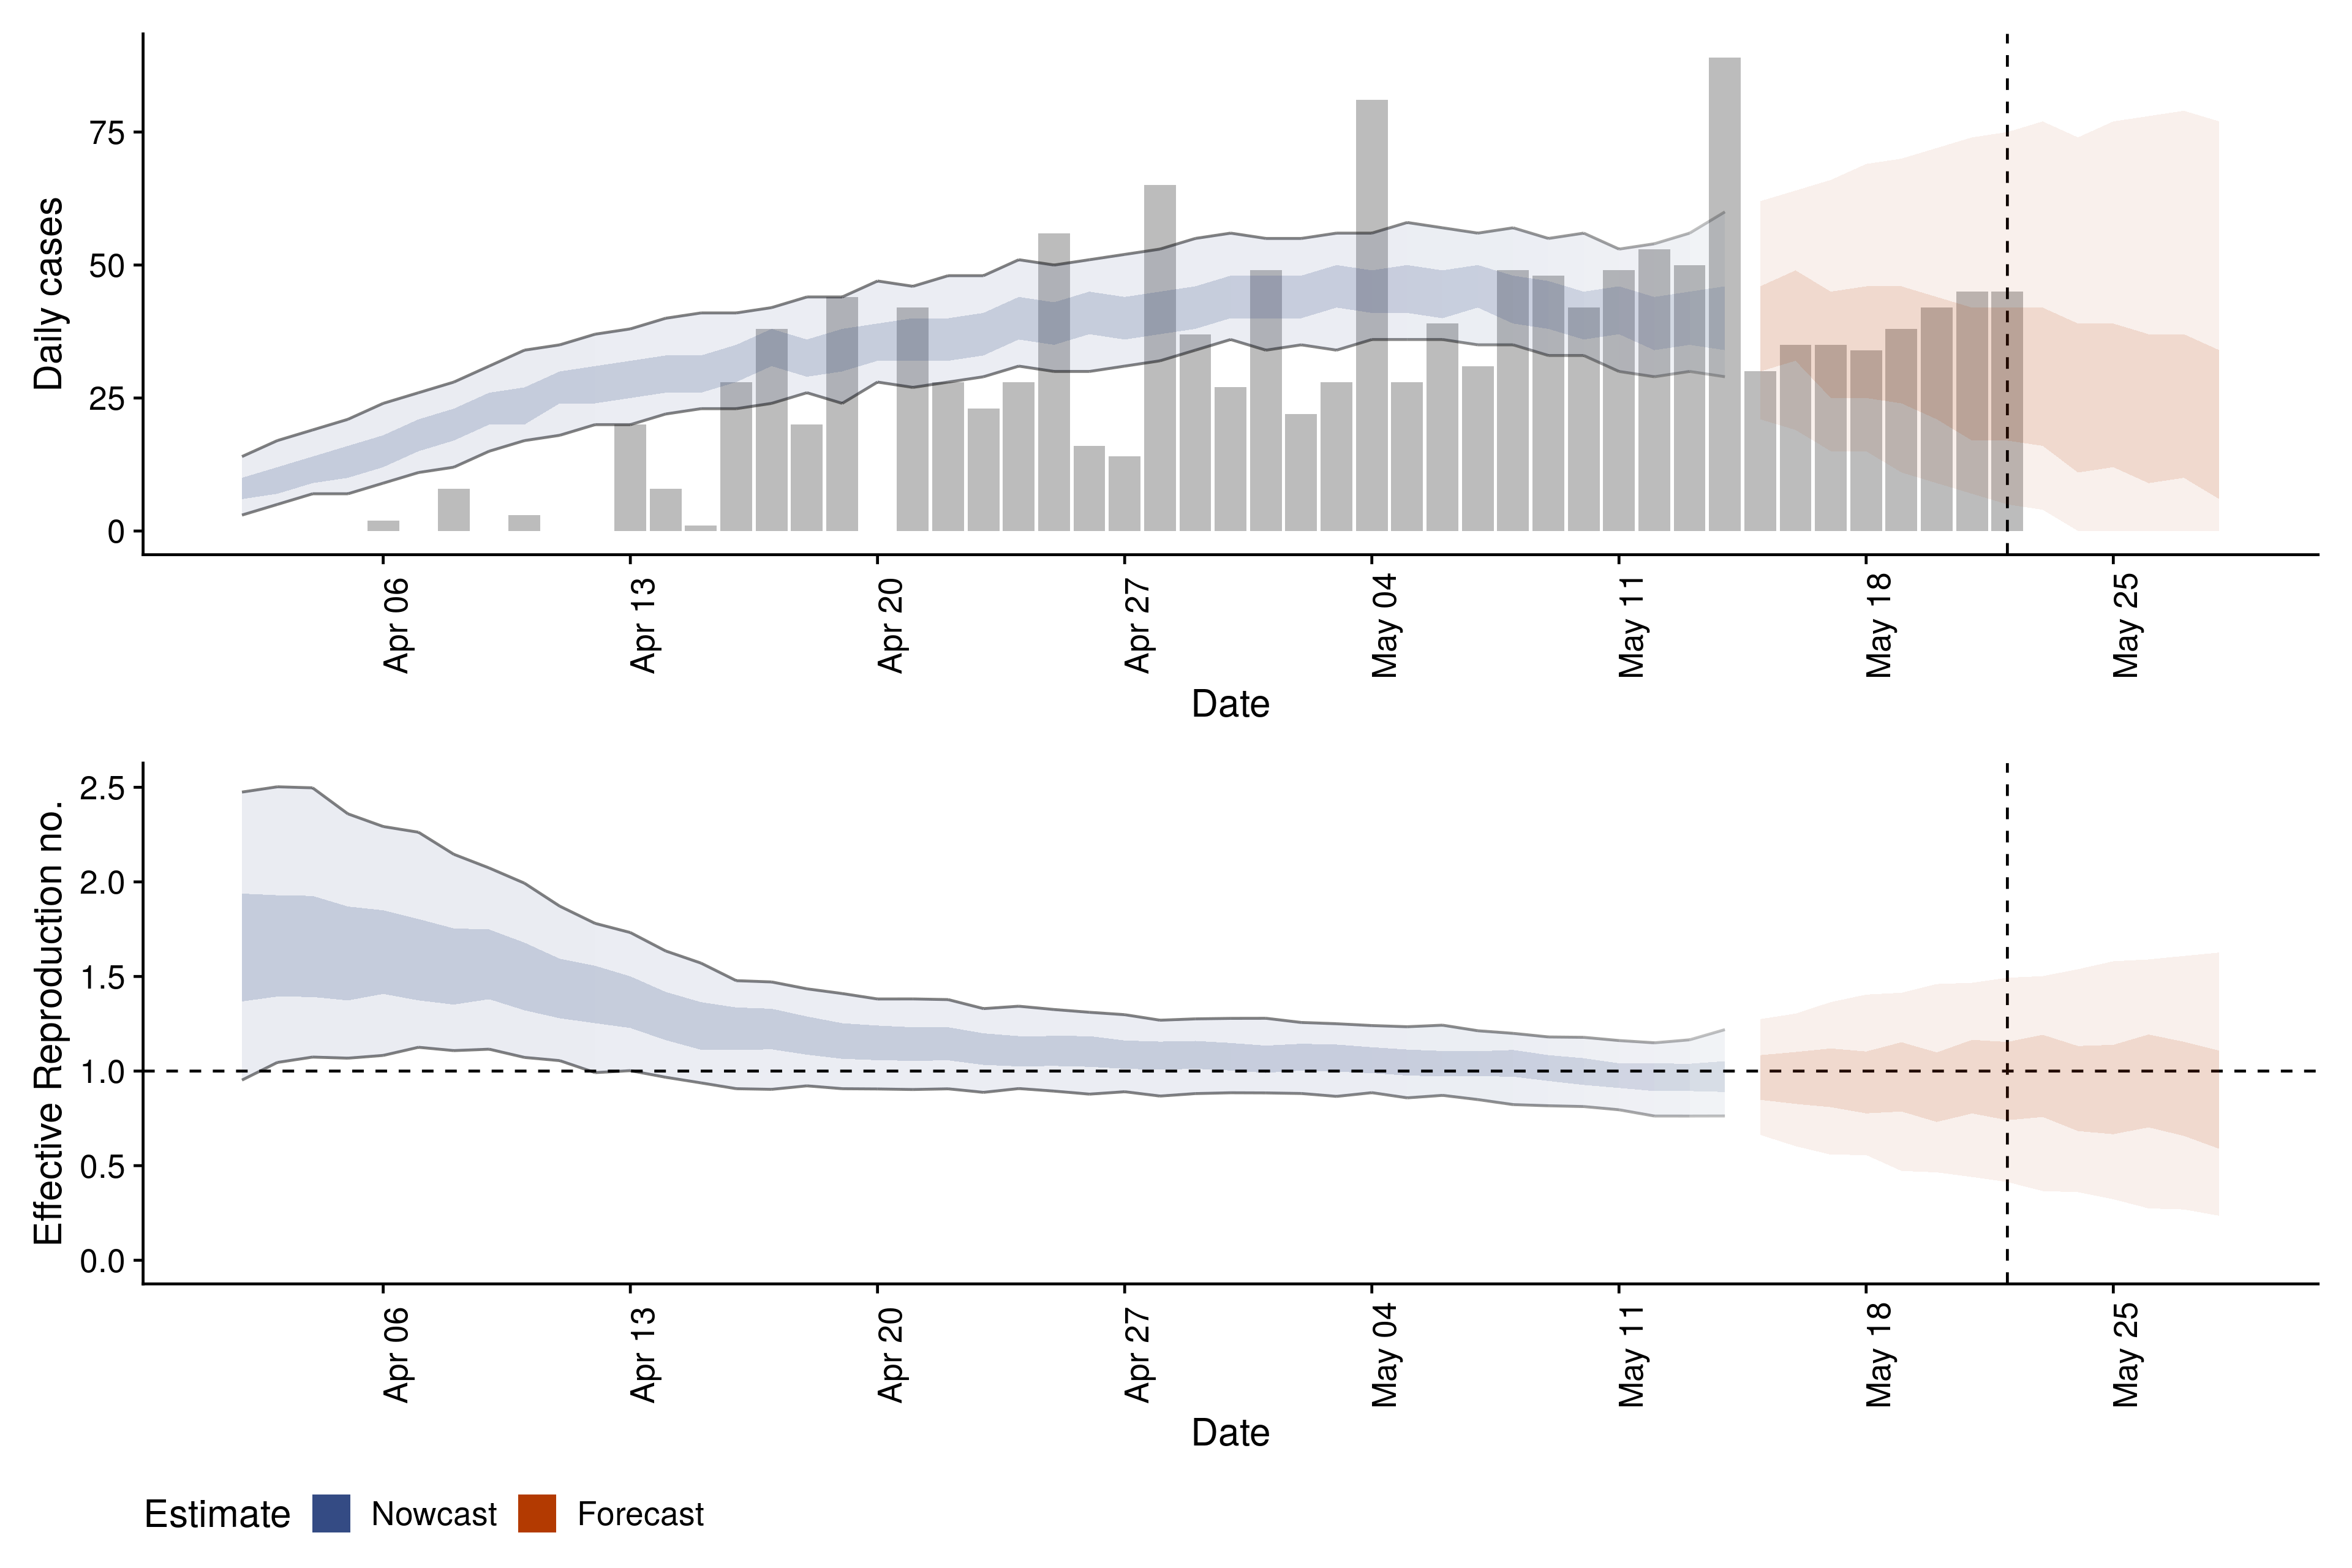 Daily cases
75
50
25
0
Apr 06
Apr 13
Apr 20
Apr 27
May 04
May 11
May 18
May 25
Date
Effective Reproduction no.
2.5
2.0
1.5
1.0
0.5
0.0
Apr 06
Apr 13
Apr 20
Apr 27
May 04
May 11
May 18
May 25
Date
Estimate Nowcast Forecast